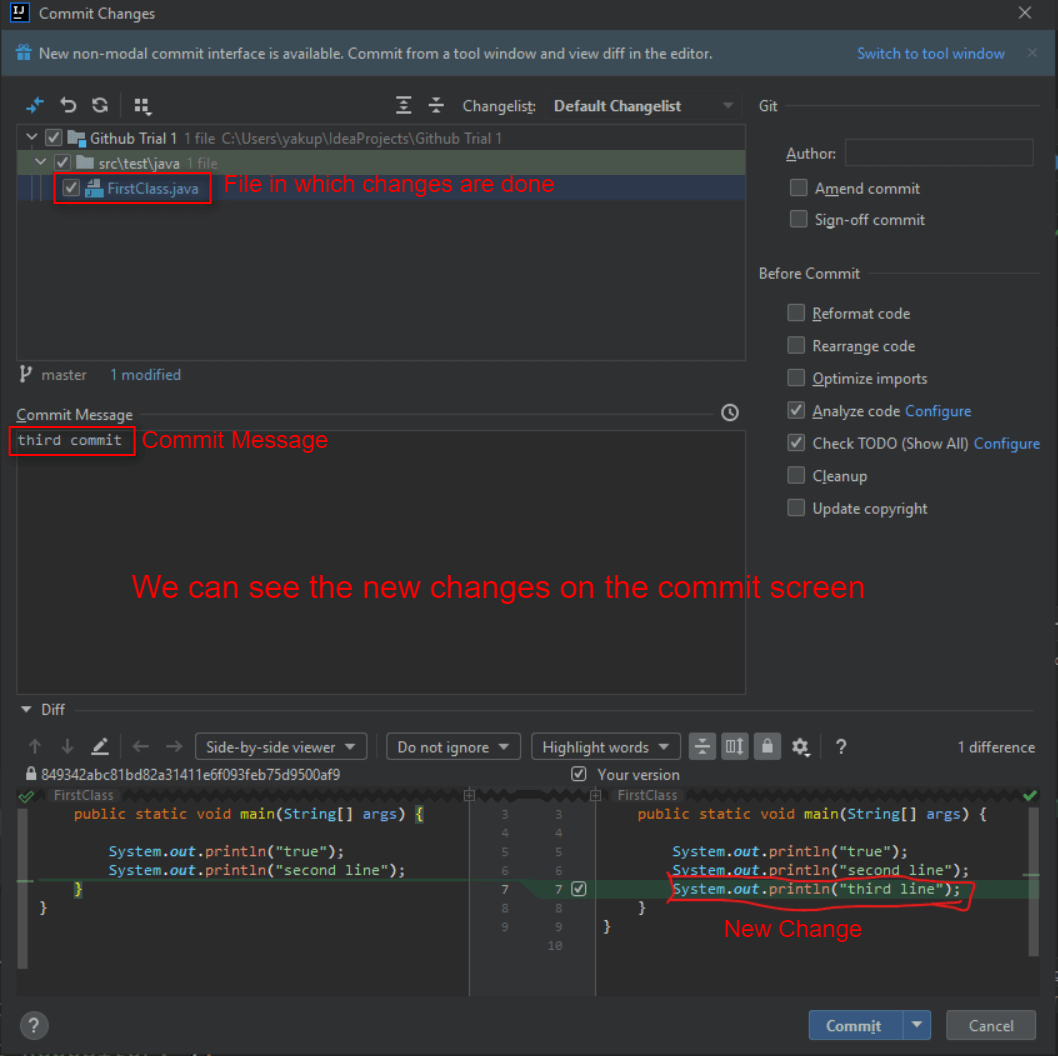 IJ Commit Changes
New non-modal commit interface is available. Commit from a tool window and view diff in the editor. Switch to tool window
Changelist: Default Changelist
Github Trial 1 1 file C:\Users\yakup\IdeaProjects\Github Trial 1
src\test\java 1 file
FirstClass.java File in which changes are done
master 1 modified
Commit Message
third commit Commit Message
We can see the new changes on the commit screen
Git
Author:
Amend commit
Sign-off commit
Before Commit
Reformat code
Rearrange code
Optimize imports
Analyze code Configure
Check TODO (Show All) Configure
Cleanup
Update copyright
Diff
Side-by-side viewer Do not ignore Highlight words ? 1 difference
849342abc81bd82a31411e6f093feb75d9500af9 Your version
FirstClass FirstClass
public static void main(String[] args) { 3 3 public static void main(String[] args) {
4 4
System.out.println("true"); 5 5 System.out.println("true");
System.out.println("second line"); 6 6 System.out.println("second line");
} 7 7 System.out.println("third line");
} 8 8 }
9 9 }
10
New Change
? Commit Cancel